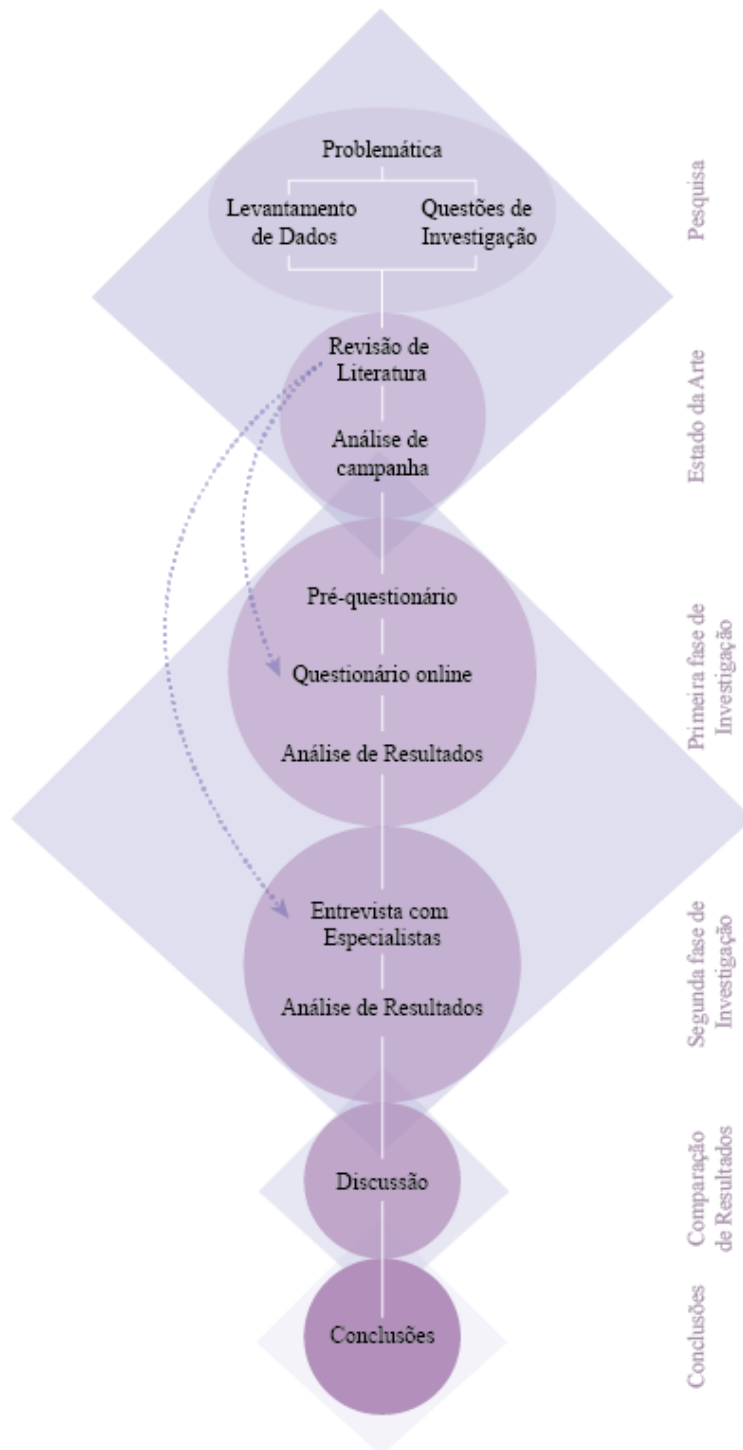 Problemática
Levantamento
de Dados
Questões de
Investigação
Pesquisa
Revisão de
Literatura
Análise de
campanha
Estado da Arte
Pré-questionário
Questionário online
Análise de Resultados
Primeira fase de
Investigação
Entrevista com
Especialistas
Análise de Resultados
Segunda fase de
Investigação
Discussão
Comparação
de Resultados
Conclusões
Conclusões